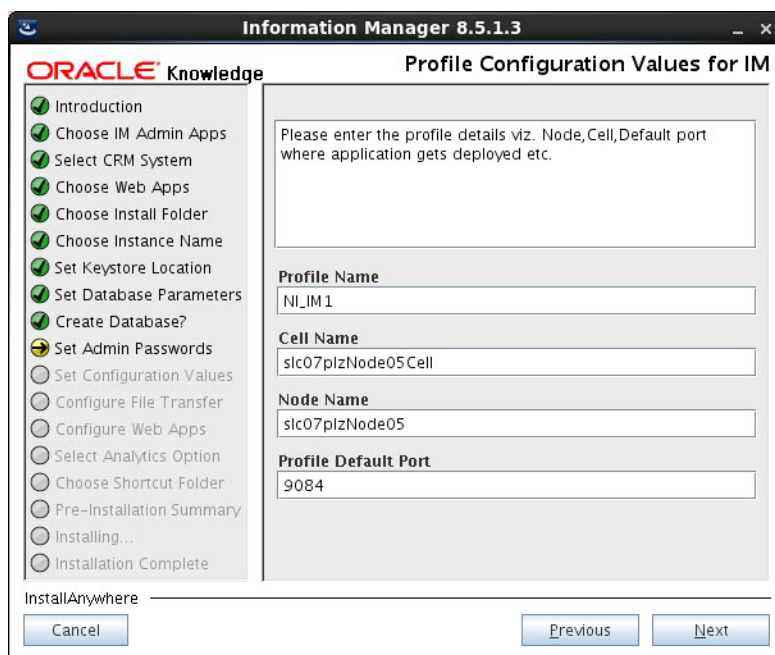 Information Manager 8.5.1.3
ORACLE Knowledge
Profile Configuration Values for IM
Introduction
Choose IM Admin Apps
Select CRM System
Choose Web Apps
Choose Install Folder
Choose Instance Name
Set Keystore Location
Set Database Parameters
Create Database?
Set Admin Passwords
Set Configuration Values
Configure File Transfer
Configure Web Apps
Select Analytics Option
Choose Shortcut Folder
Pre-Installation Summary
Installing...
Installation Complete
Please enter the profile details viz. Node,Cell,Default port
where application gets deployed etc.
Profile Name
NI_IM1
Cell Name
slc07plzNode05Cell
Node Name
slc07plzNode05
Profile Default Port
9084
InstallAnywhere
Cancel
Previous
Next